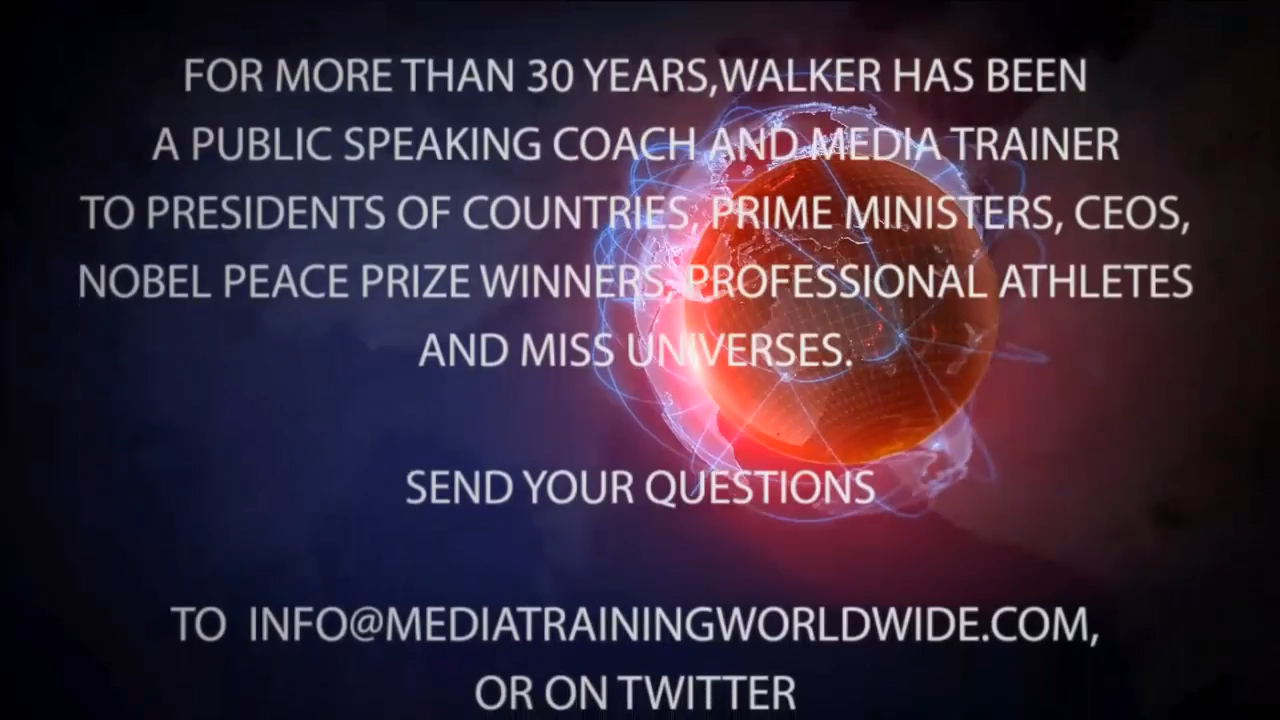 FOR MORE THAN 30 YEARS,WALKER HAS BEEN
A PUBLIC SPEAKING COACH AND MEDIA TRAINER
TO PRESIDENTS OF COUNTRIES, PRIME MINISTERS, CEOS,
NOBEL PEACE PRIZE WINNERS, PROFESSIONAL ATHLETES
AND MISS UNIVERSES.
SEND YOUR QUESTIONS
TO INFO@MEDIATRAININGWORLDWIDE.COM,
OR ON TWITTER